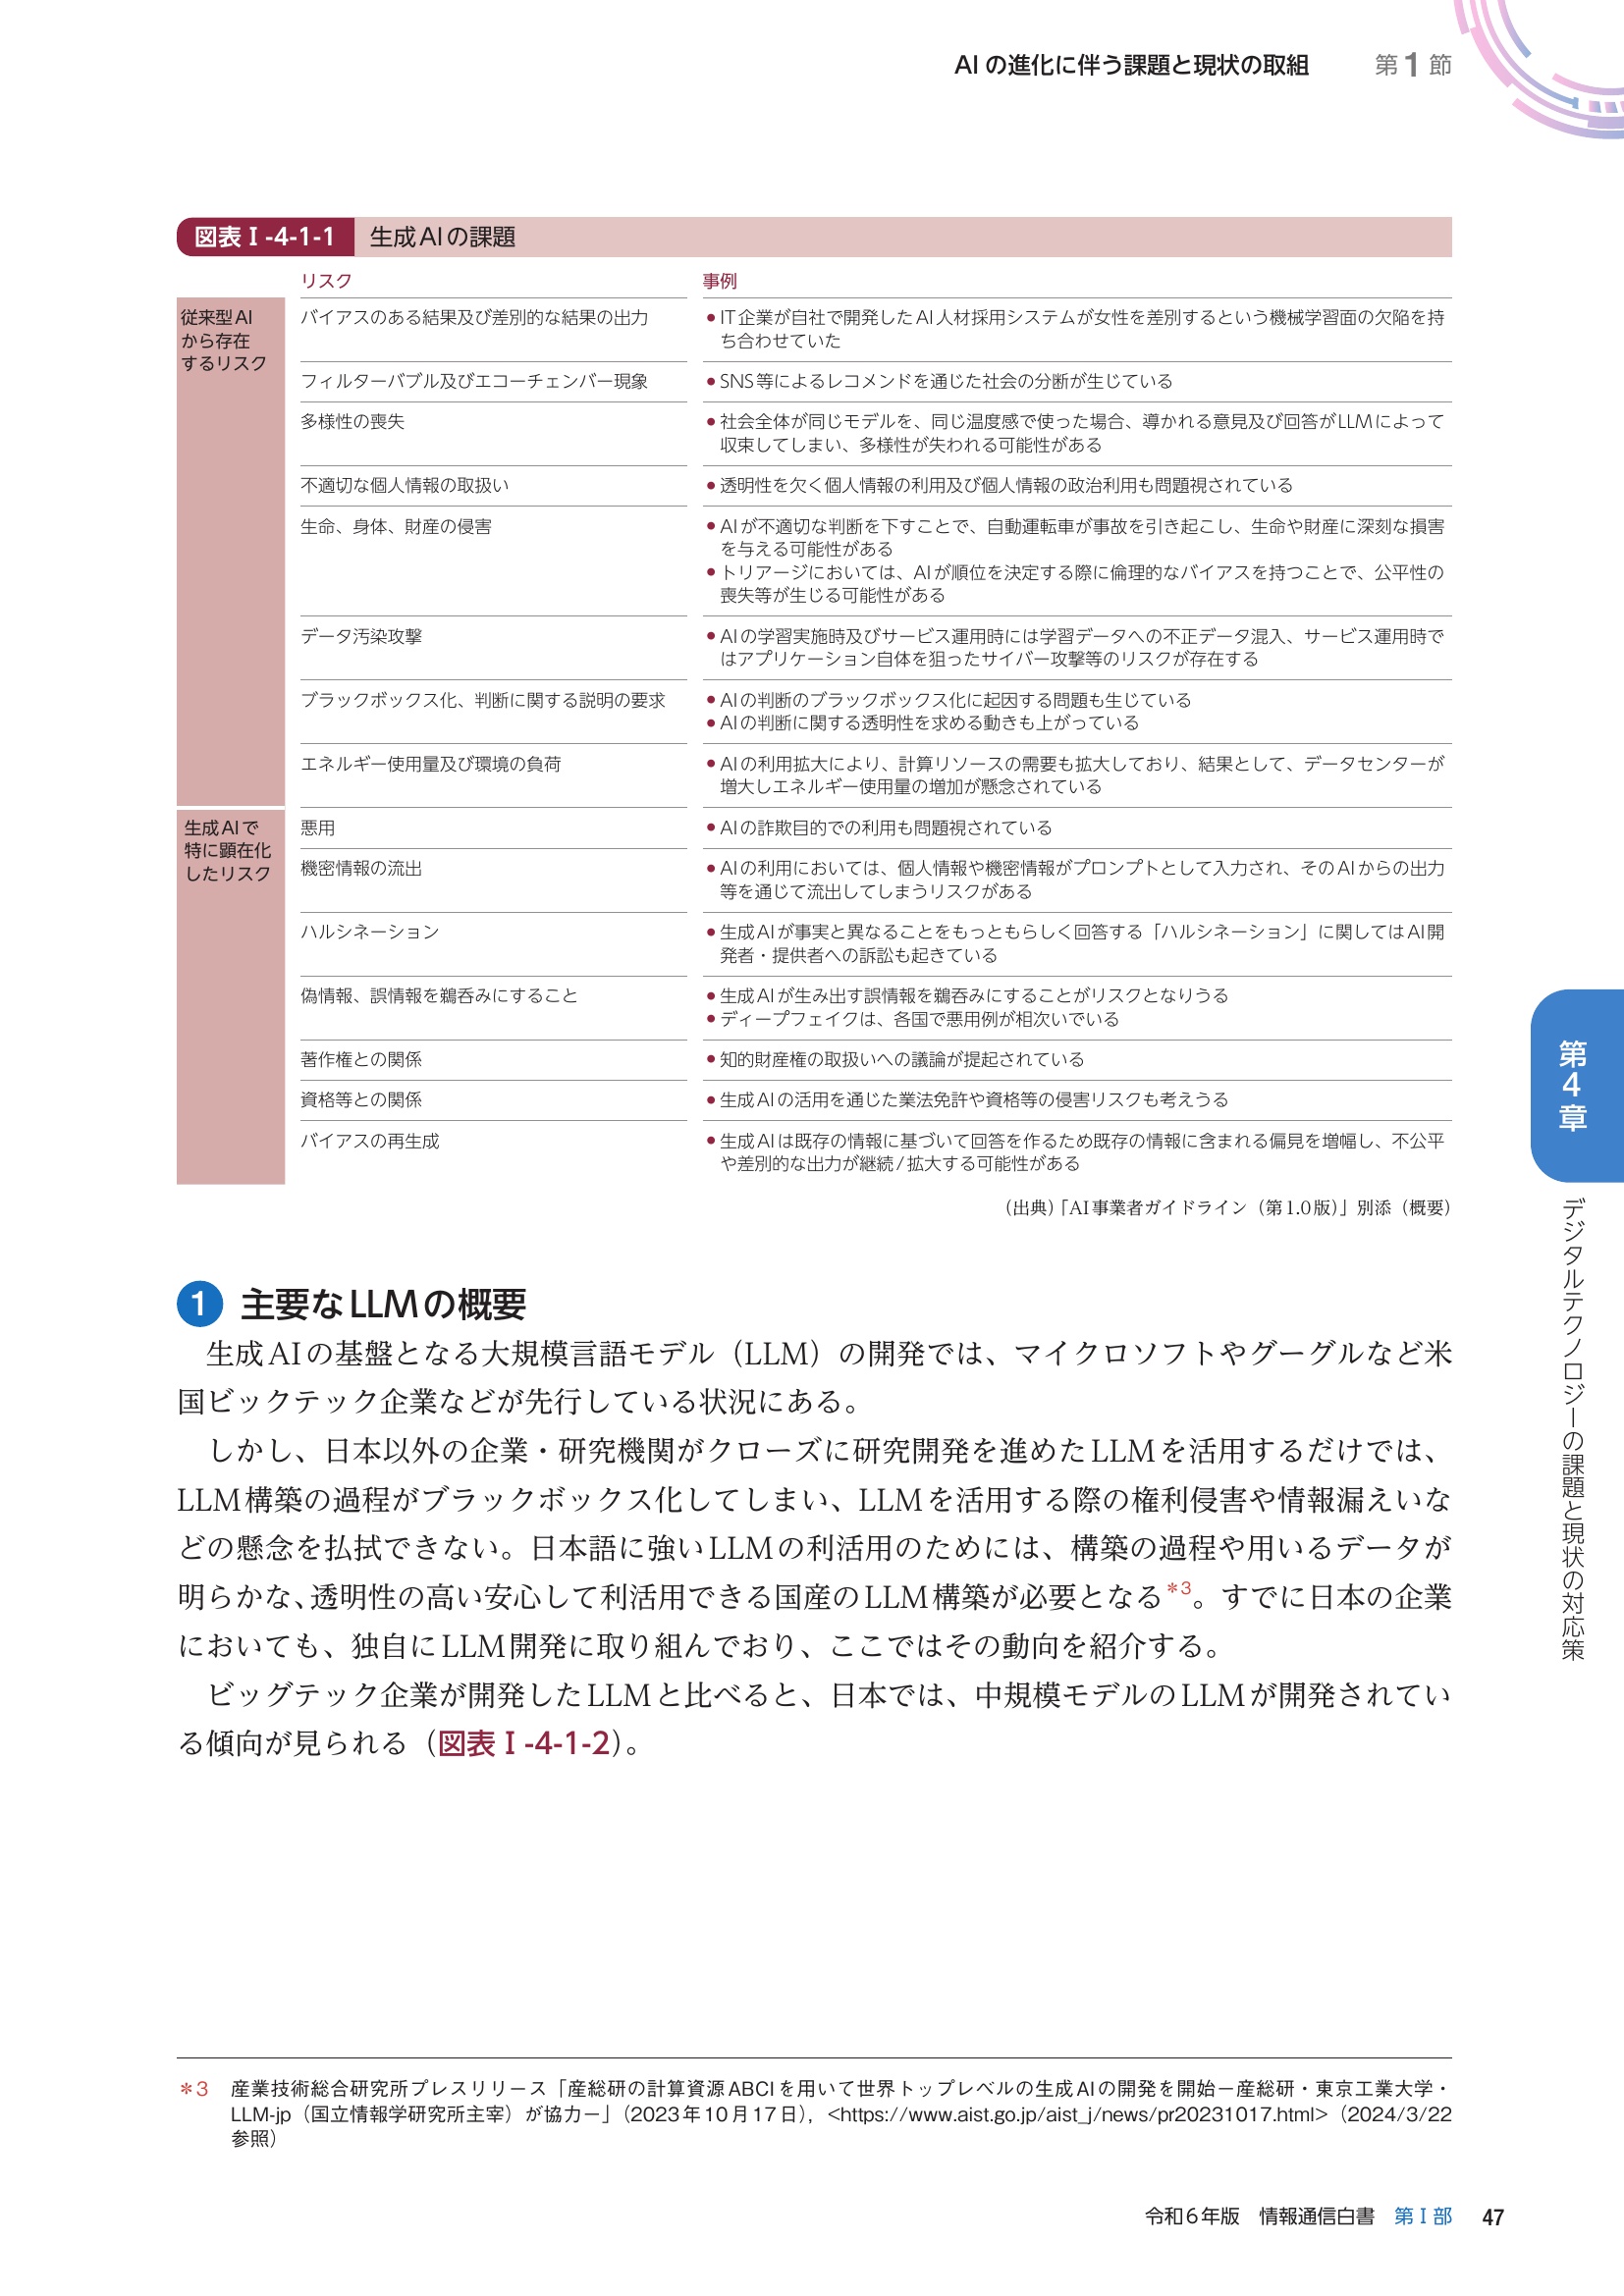 AIの進化に伴う課題と現状の取組　第1節
図表Ⅰ-4-1-1　生成AIの課題
リスク　事例
従来型AI
から存在
するリスク
バイアスのある結果及び差別的な結果の出力
●IT企業が自社で開発したAI人材採用システムが女性を差別するという機械学習面の欠陥を持
ち合わせていた
フィルターバブル及びエコーチェンバー現象
●SNS等によるレコメンドを通じた社会の分断が生じている
多様性の喪失
●社会全体が同じモデルを、同じ温度感で使った場合、導かれる意見及び回答がLLMによって
収束してしまい、多様性が失われる可能性がある
不適切な個人情報の取扱い
●透明性を欠く個人情報の利用及び個人情報の政治利用も問題視されている
生命、身体、財産の侵害
●AIが不適切な判断を下すことで、自動運転車が事故を引き起こし、生命や財産に深刻な損害
を与える可能性がある
●トリアージにおいては、AIが順位を決定する際に倫理的なバイアスを持つことで、公平性の
喪失等が生じる可能性がある
データ汚染攻撃
●AIの学習実施時及びサービス運用時には学習データへの不正データ混入、サービス運用時で
はアプリケーション自体を狙ったサイバー攻撃等のリスクが存在する
ブラックボックス化、判断に関する説明の要求
●AIの判断のブラックボックス化に起因する問題も生じている
●AIの判断に関する透明性を求める動きも上がっている
エネルギー使用量及び環境の負荷
●AIの利用拡大により、計算リソースの需要も拡大しており、結果として、データセンターが
増大しエネルギー使用量の増加が懸念されている
生成AIで
特に顕在化
したリスク
悪用
●AIの詐欺目的での利用も問題視されている
機密情報の流出
●AIの利用においては、個人情報や機密情報がプロンプトとして入力され、そのAIからの出力
等を通じて流出してしまうリスクがある
ハルシネーション
●生成AIが事実と異なることをもっともらしく回答する「ハルシネーション」に関してはAI開
発者・提供者への訴訟も起きている
偽情報、誤情報を鵜呑みにすること
●生成AIが生み出す誤情報を鵜呑みにすることがリスクとなりうる
●ディープフェイクは、各国で悪用例が相次いでいる
著作権との関係
●知的財産権の取扱いへの議論が提起されている
資格等との関係
●生成AIの活用を通じた業法免許や資格等の侵害リスクも考えうる
バイアスの再生成
●生成AIは既存の情報に基づいて回答を作るため既存の情報に含まれる偏見を増幅し、不公平
や差別的な出力が継続/拡大する可能性がある
（出典）「AI事業者ガイドライン（第1.0版）」別添（概要）
1　主要なLLMの概要
　生成AIの基盤となる大規模言語モデル（LLM）の開発では、マイクロソフトやグーグルなど米
国ビックテック企業などが先行している状況にある。
　しかし、日本以外の企業・研究機関がクローズに研究開発を進めたLLMを活用するだけでは、
LLM構築の過程がブラックボックス化してしまい、LLMを活用する際の権利侵害や情報漏えいな
どの懸念を払拭できない。日本語に強いLLMの利活用のためには、構築の過程や用いるデータが
明らかな、透明性の高い安心して利活用できる国産のLLM構築が必要となる＊3。すでに日本の企業
においても、独自にLLM開発に取り組んでおり、ここではその動向を紹介する。
　ビッグテック企業が開発したLLMと比べると、日本では、中規模モデルのLLMが開発されてい
る傾向が見られる（図表Ⅰ-4-1-2）。
第4章
デジタルテクノロジーの課題と現状の対応策
＊3　産業技術総合研究所プレスリリース「産総研の計算資源ABCIを用いて世界トップレベルの生成AIの開発を開始－産総研・東京工業大学・
LLM-jp（国立情報学研究所主宰）が協力－」（2023年10月17日），<https://www.aist.go.jp/aist_j/news/pr20231017.html>（2024/3/22
参照）
令和6年版　情報通信白書　第Ⅰ部　47